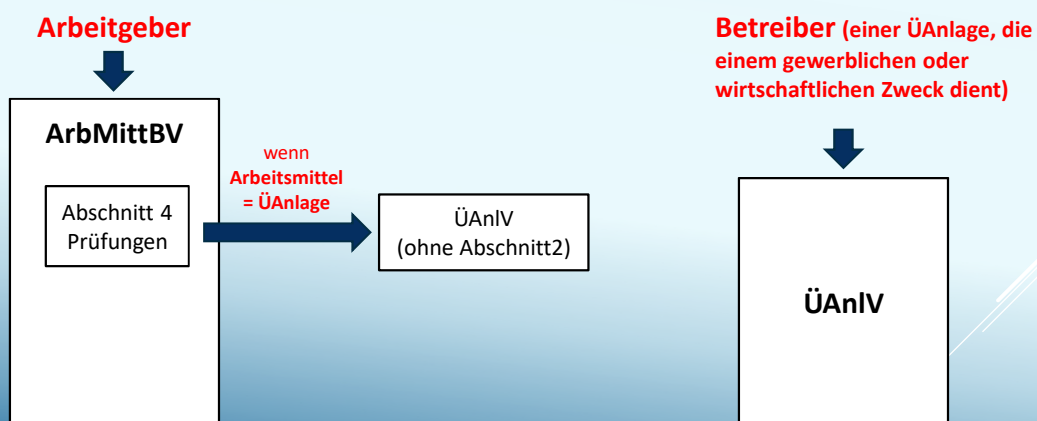 Arbeitgeber
ArbMittBV
Abschnitt 4
Prüfungen
wenn
Arbeitsmittel
= ÜAnlage
ÜAnlV
(ohne Abschnitt2)
Betreiber (einer ÜAnlage, die
einem gewerblichen oder
wirtschaftlichen Zweck dient)
ÜAnlV